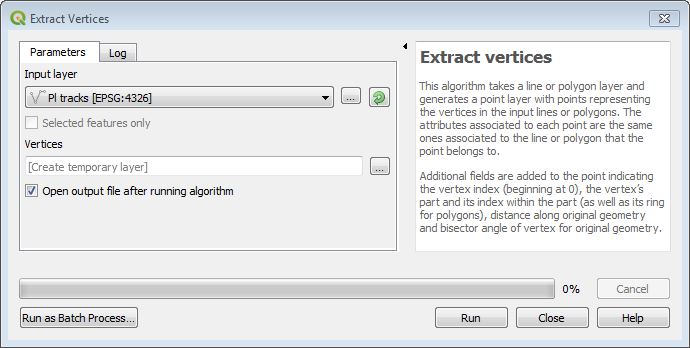 Extract Vertices
Parameters
Log
Input layer
Pl tracks [EPSG:4326]
...
Selected features only
Vertices
[Create temporary layer]
...
Open output file after running algorithm
Extract vertices
This algorithm takes a line or polygon layer and
generates a point layer with points representing
the vertices in the input lines or polygons. The
attributes associated to each point are the same
ones associated to the line or polygon that the
point belongs to.
Additional fields are added to the point indicating
the vertex index (beginning at 0), the vertex's
part and its index within the part (as well as its ring
for polygons), distance along original geometry
and bisector angle of vertex for original geometry.
0%
Cancel
Run as Batch Process...
Run
Close
Help